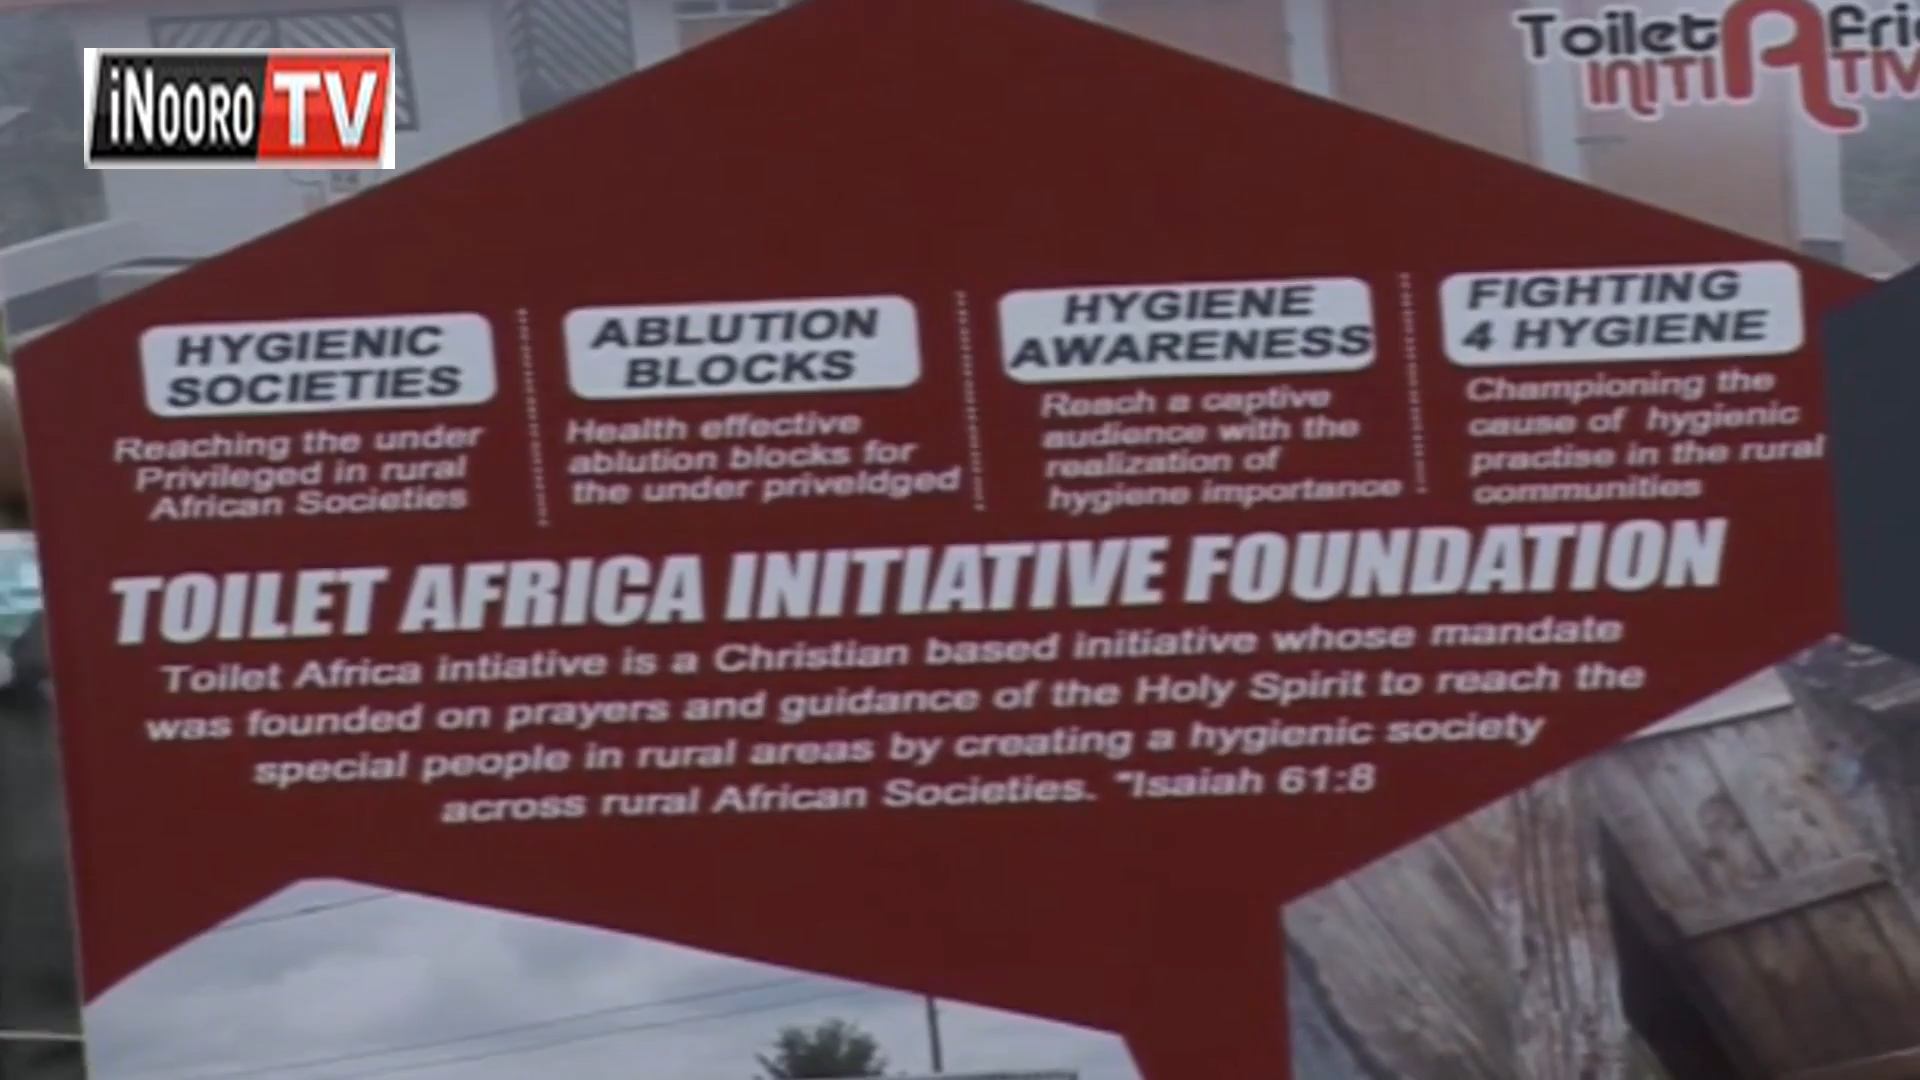 iNOORO TV
Toilet Afric
INITIATIV
HYGIENIC
SOCIETIES
Reaching the under
Privileged in rural
African Societies
ABLUTION
BLOCKS
Health effective
ablution blocks for
the under priveldged
HYGIENE
AWARENESS
Reach a captive
audience with the
realization of
hygiene importance
FIGHTING
4 HYGIENE
Championing the
cause of hygienic
practise in the rural
communities
TOILET AFRICA INITIATIVE FOUNDATION
Toilet Africa intiative is a Christian based initiative whose mandate
was founded on prayers and guidance of the Holy Spirit to reach the
special people in rural areas by creating a hygienic society
across rural African Societies. "Isaiah 61:8